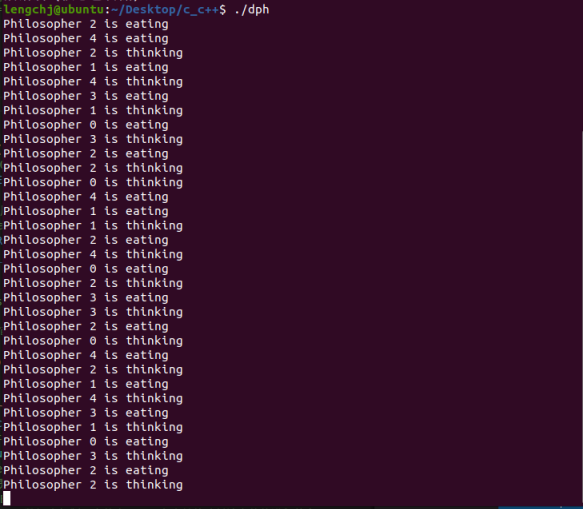 lengchj@ubuntu:~/Desktop/c_c++$ ./dph
Philosopher 2 is eating
Philosopher 4 is eating
Philosopher 2 is thinking
Philosopher 1 is eating
Philosopher 4 is thinking
Philosopher 3 is eating
Philosopher 1 is thinking
Philosopher 0 is eating
Philosopher 3 is thinking
Philosopher 2 is eating
Philosopher 2 is thinking
Philosopher 0 is thinking
Philosopher 4 is eating
Philosopher 1 is eating
Philosopher 1 is thinking
Philosopher 2 is eating
Philosopher 4 is thinking
Philosopher 0 is eating
Philosopher 2 is thinking
Philosopher 3 is eating
Philosopher 3 is thinking
Philosopher 2 is eating
Philosopher 0 is thinking
Philosopher 4 is eating
Philosopher 2 is thinking
Philosopher 1 is eating
Philosopher 4 is thinking
Philosopher 3 is eating
Philosopher 1 is thinking
Philosopher 0 is eating
Philosopher 3 is thinking
Philosopher 2 is eating
Philosopher 2 is thinking